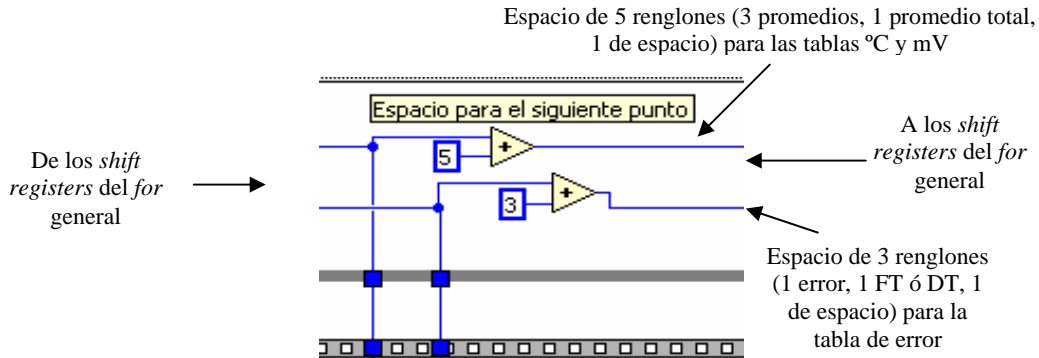 Espacio de 5 renglones (3 promedios, 1 promedio total,
1 de espacio) para las tablas ºC y mV
Espacio para el siguiente punto
5
+
De los shift
registers del for
general
A los shift
registers del for
general
3
+
Espacio de 3 renglones
(1 error, 1 FT ó DT, 1
de espacio) para la
tabla de error